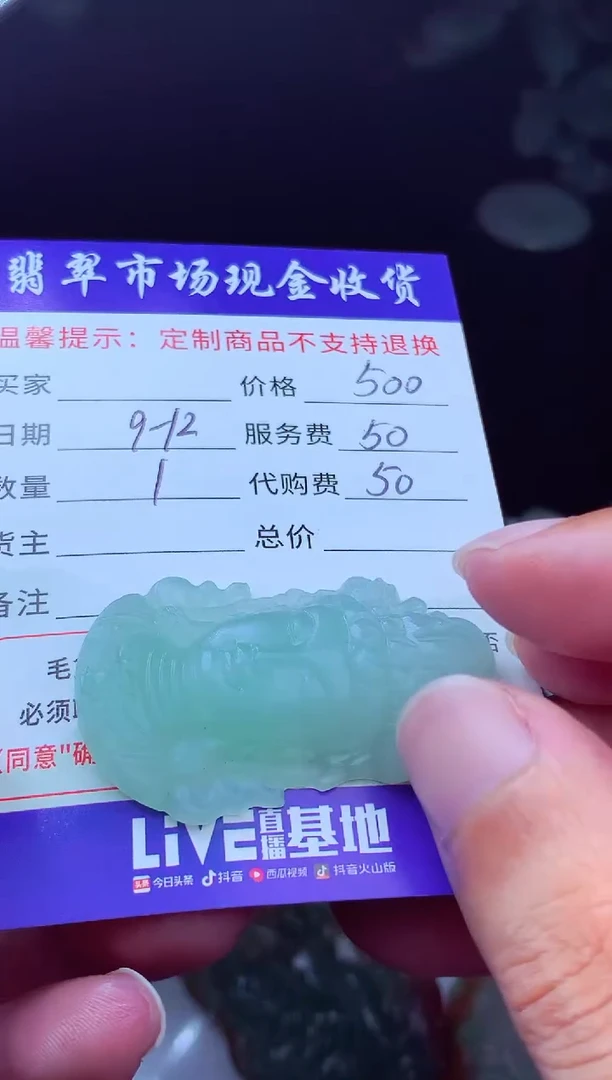 翡翠市场现金收货
温馨提示：定制商品不支持退换
买家 价格 500
日期 9-12 服务费 50
数量 1 代购费 50
货主 总价
备注
否
毛
必须
同意"确
LiVE直播基地
头条 今日头条 抖音 西瓜视频 抖音火山版